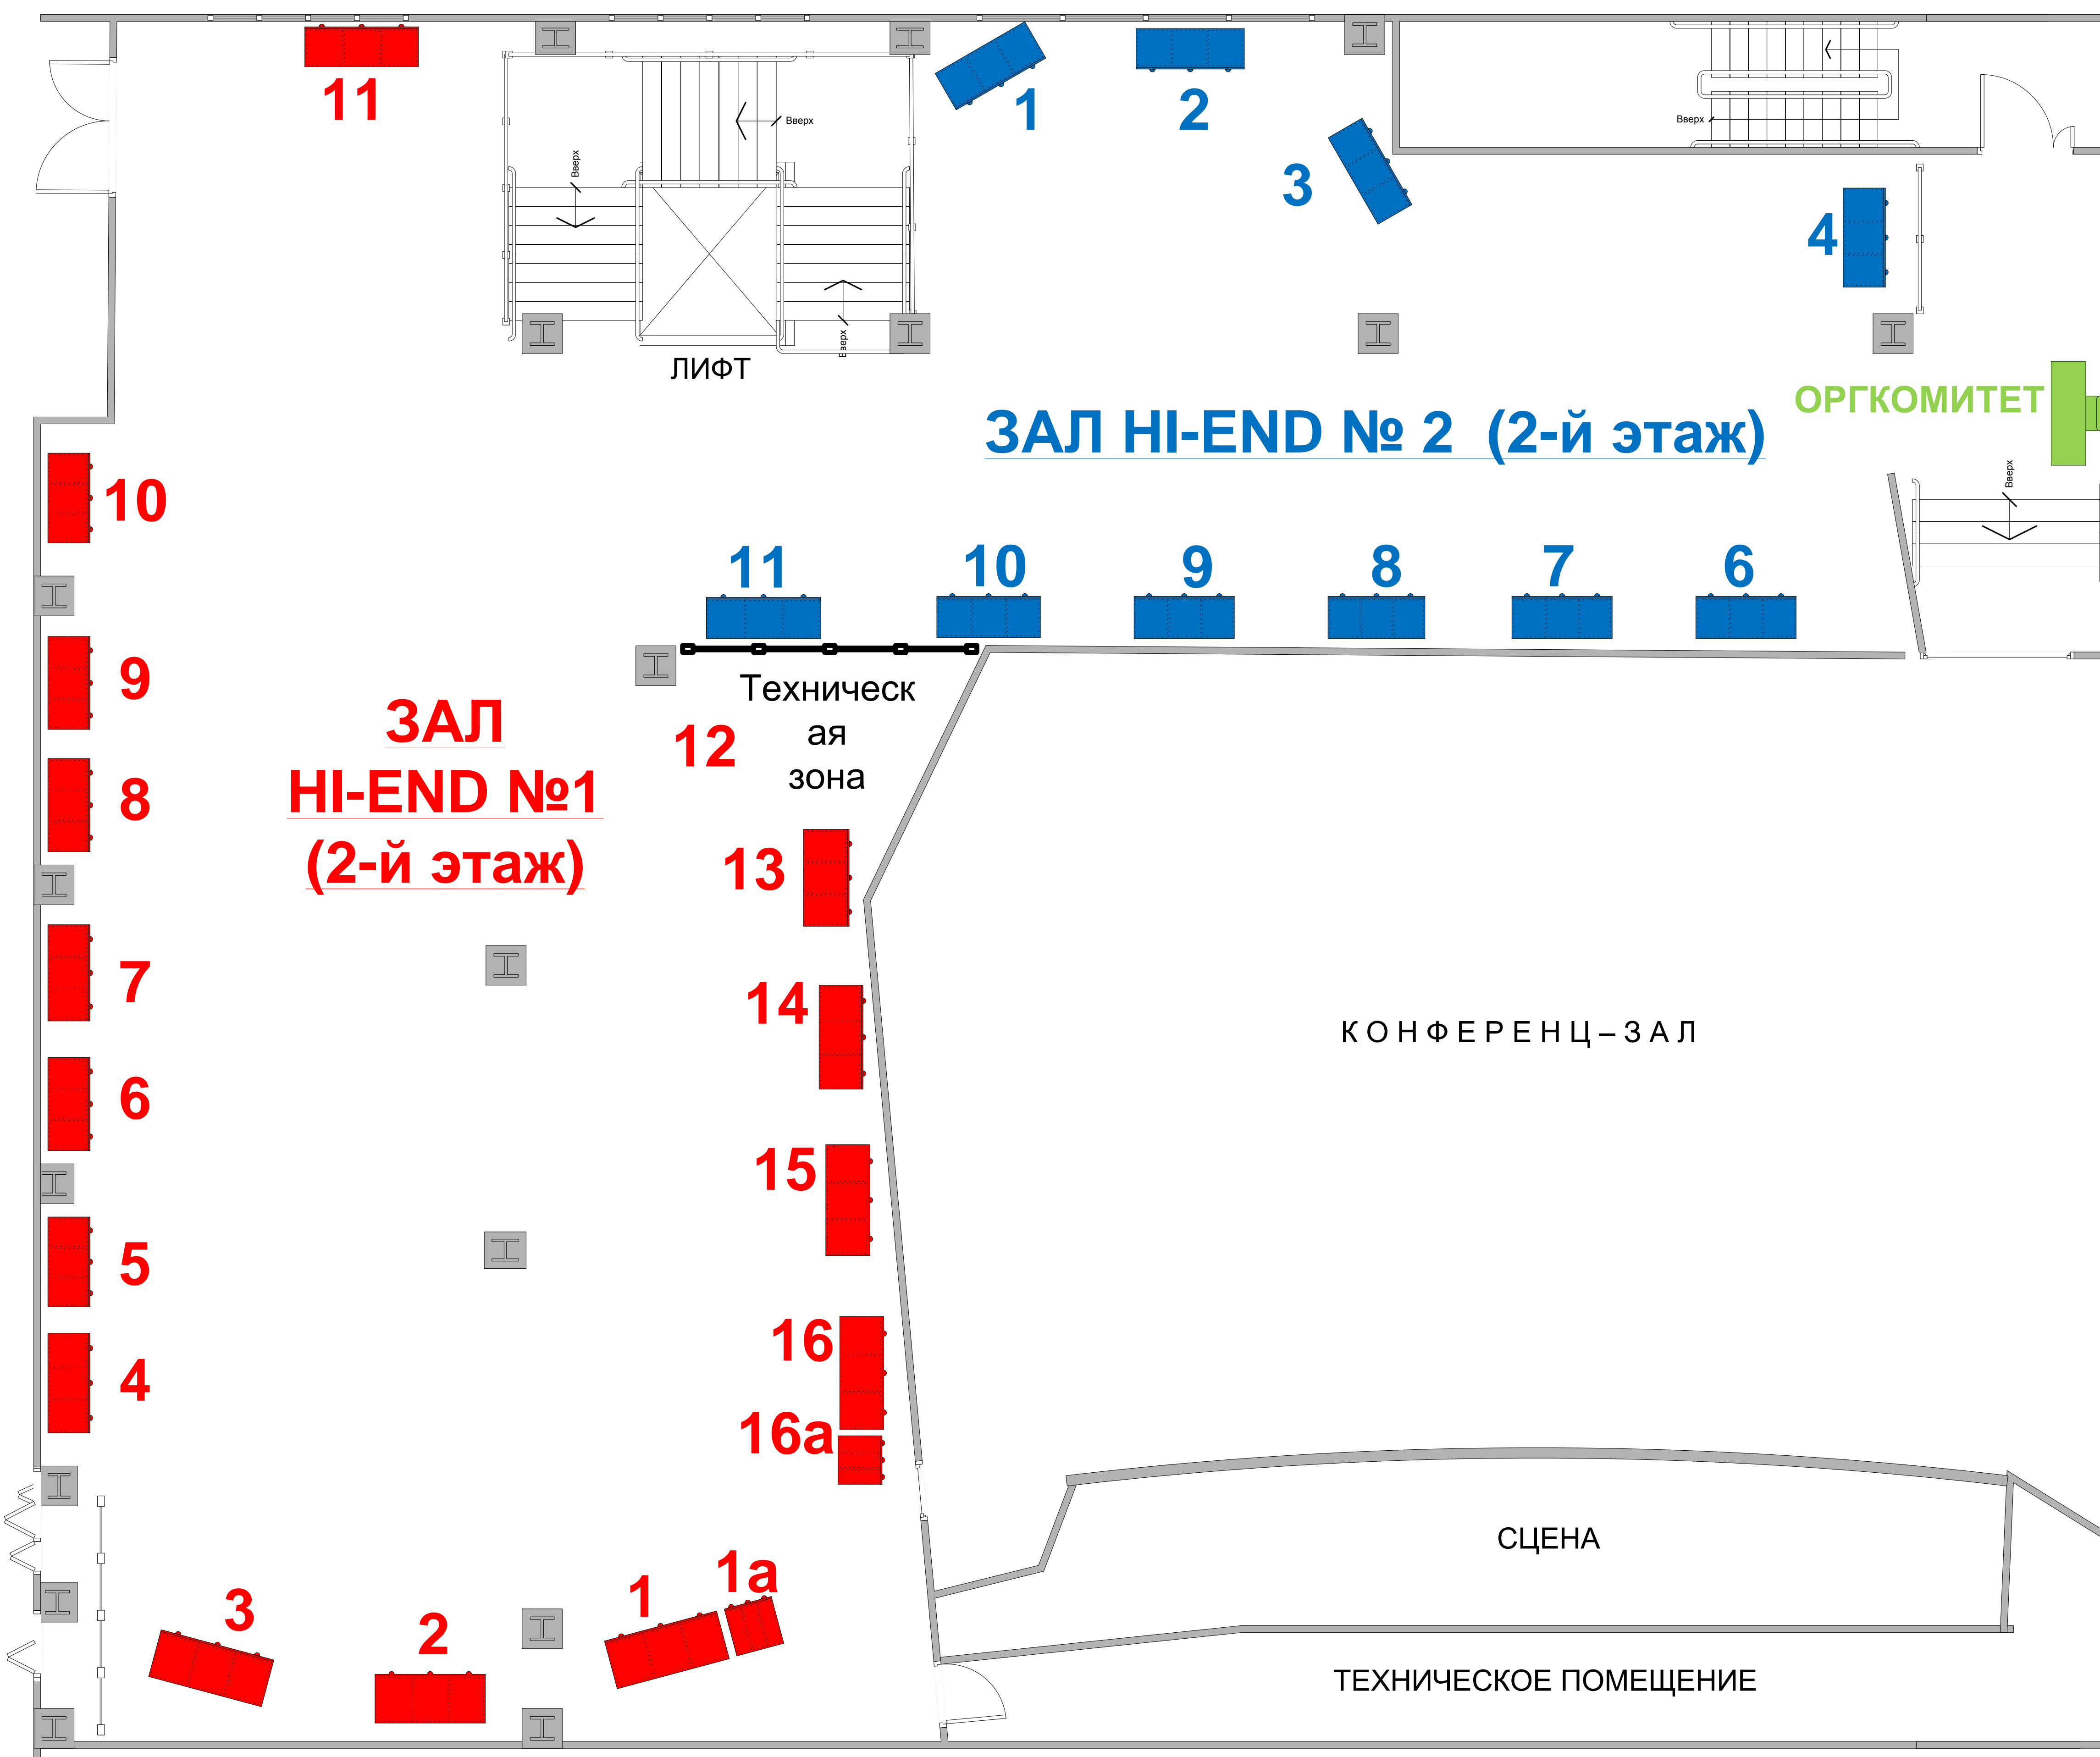 11
1
2
Вверх
Вверх
Вверх
3
4
Вверх
ЛИФТ
ОРГКОМИТЕТ
ЗАЛ HI-END № 2 (2-й этаж)
Вверх
10
11
10
9
8
7
6
9
Техническ
ая
зона
12
ЗАЛ
HI-END №1
(2-й этаж)
8
13
7
14
КОНФЕРЕНЦ–ЗАЛ
6
15
5
16
4
16а
СЦЕНА
1а
1
3
2
ТЕХНИЧЕСКОЕ ПОМЕЩЕНИЕ